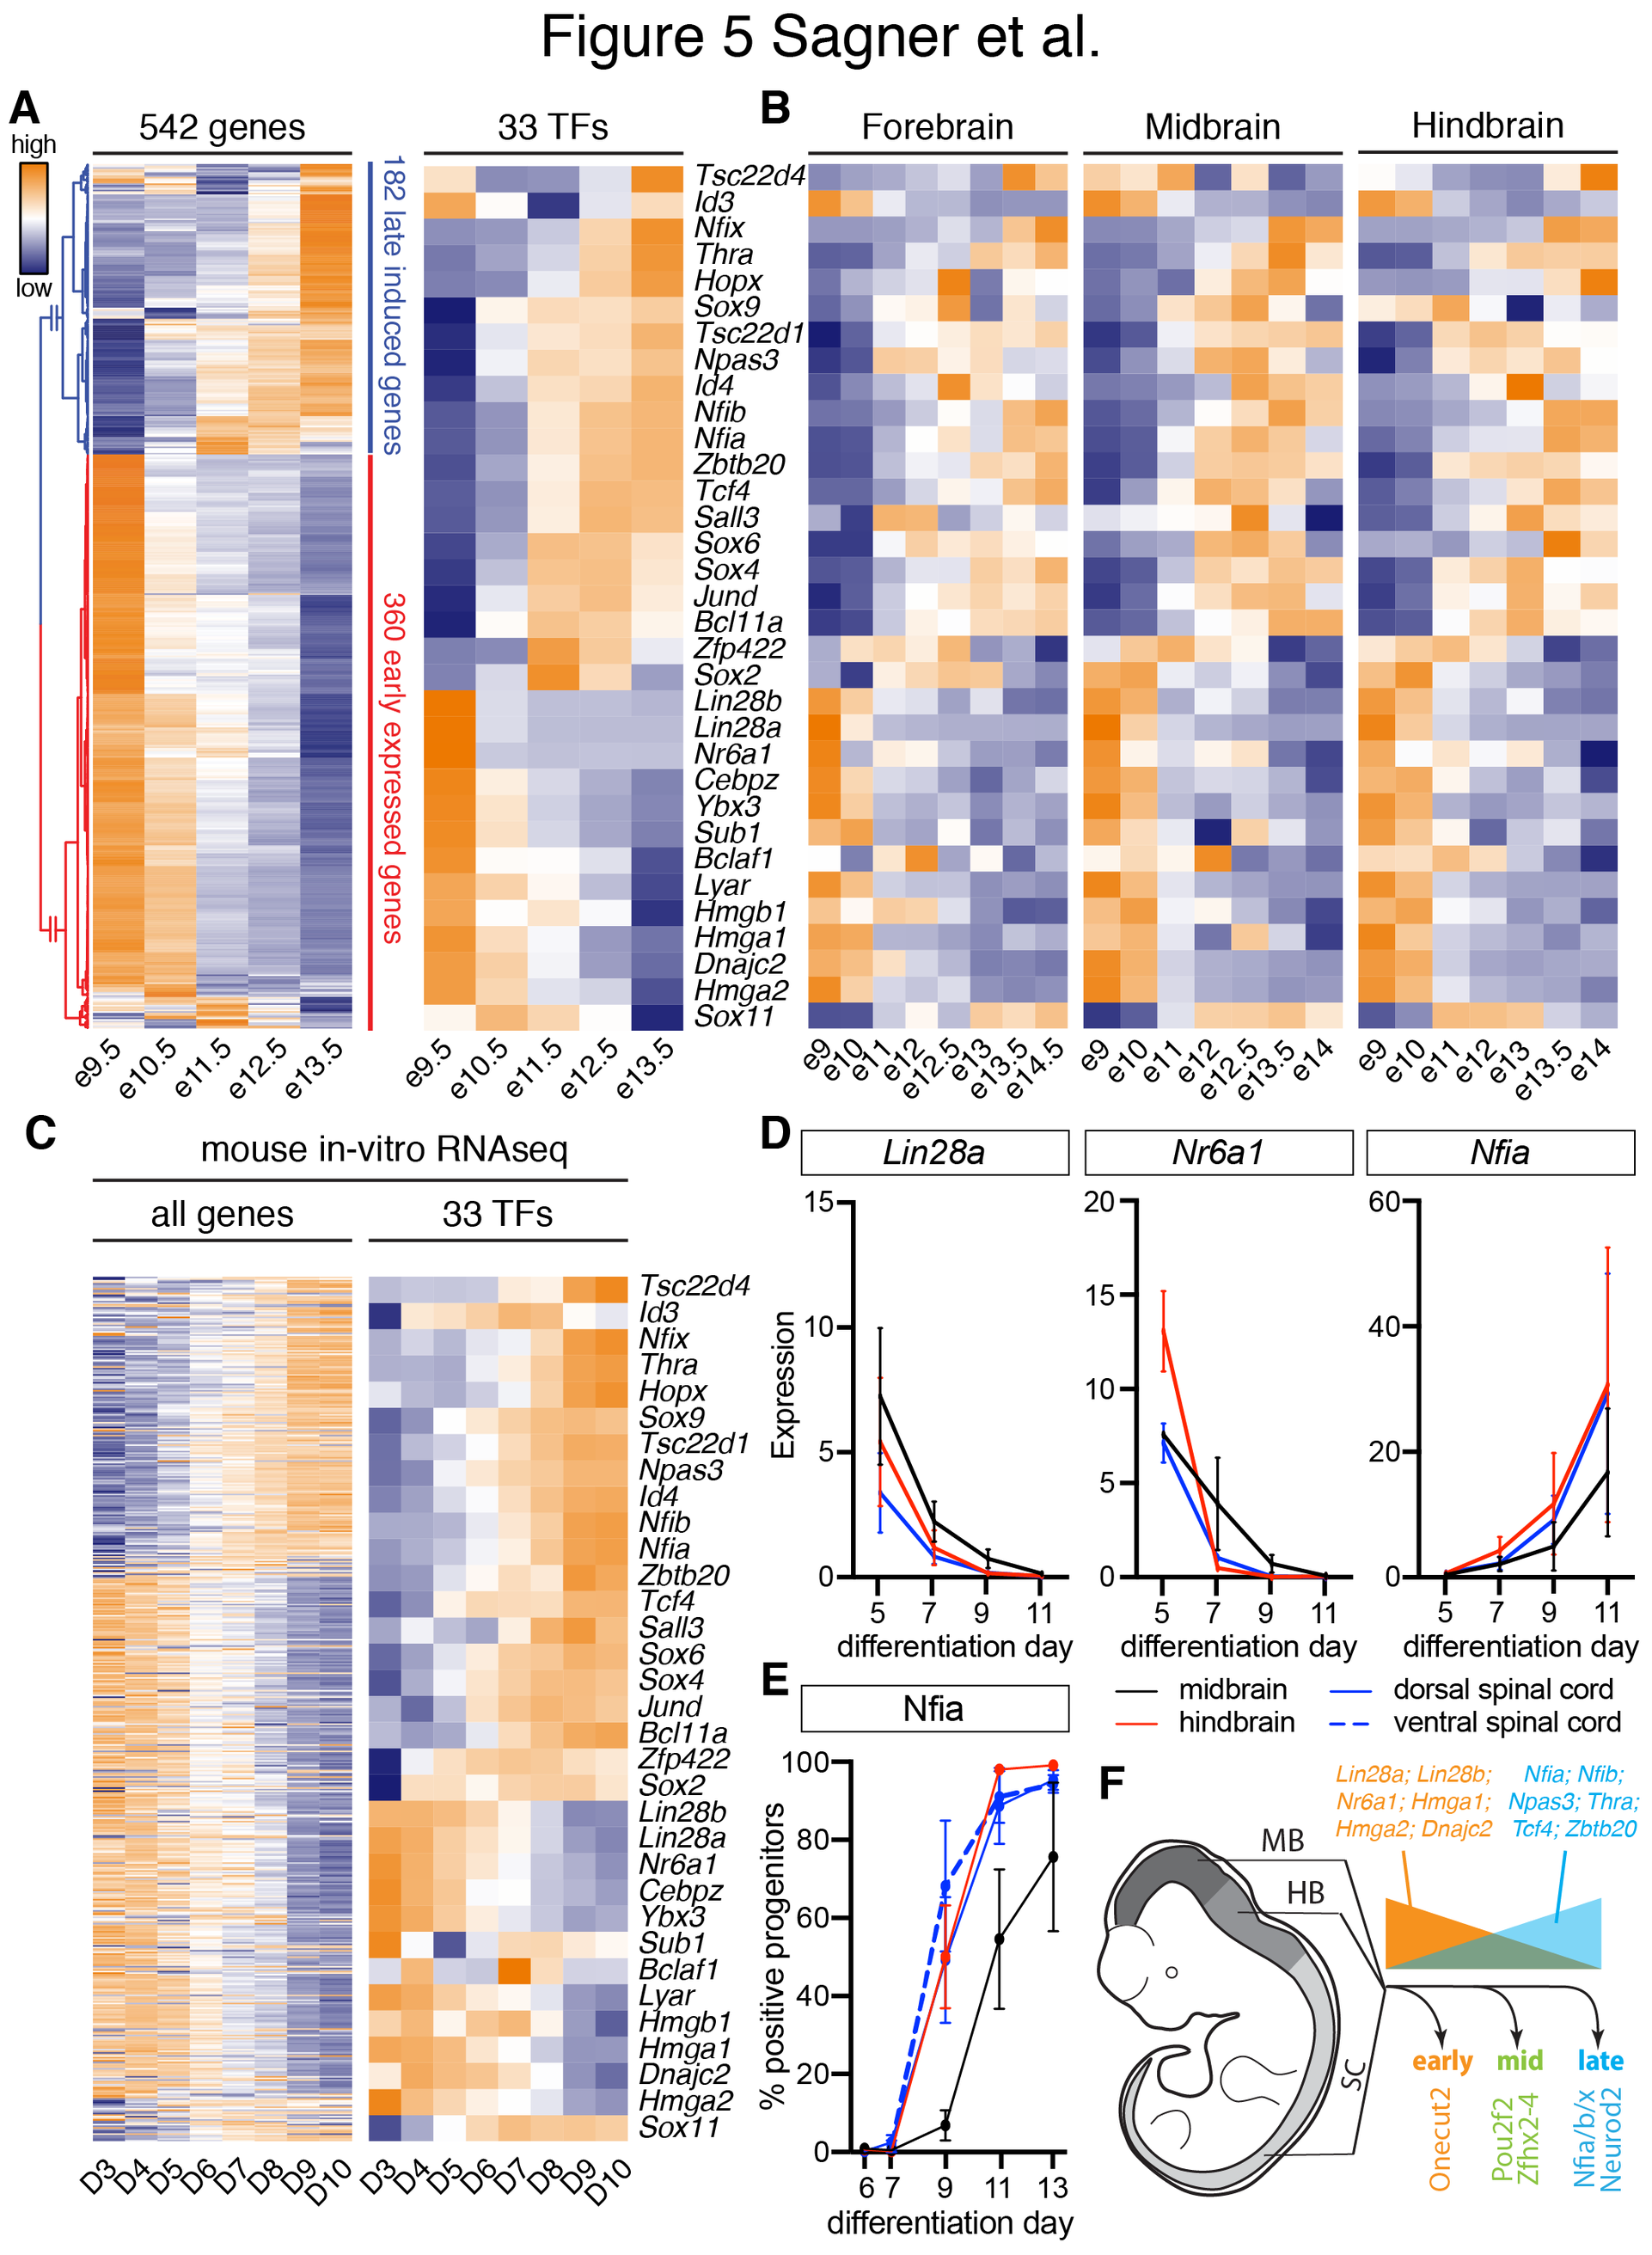 Figure 5 Sagner et al.
A
high
low
542 genes
33 TFs
182 late induced genes
360 early expressed genes
e9.5
e10.5
e11.5
e12.5
e13.5
e9.5
e10.5
e11.5
e12.5
e13.5
Tsc22d4
Id3
Nfix
Thra
Hopx
Sox9
Tsc22d1
Npas3
Id4
Nfib
Nfia
Zbtb20
Tcf4
Sall3
Sox6
Sox4
Jund
Bcl11a
Zfp422
Sox2
Lin28b
Lin28a
Nr6a1
Cebpz
Ybx3
Sub1
Bclaf1
Lyar
Hmgb1
Hmga1
Dnajc2
Hmga2
Sox11
B
Forebrain
Midbrain
Hindbrain
e9
e10
e11
e12
e12.5
e13
e13.5
e14.5
e9
e10
e11
e12
e12.5
e13.5
e14
e9
e10
e11
e12
e13
e13.5
e14
C
mouse in-vitro RNAseq
all genes
33 TFs
Tsc22d4
Id3
Nfix
Thra
Hopx
Sox9
Tsc22d1
Npas3
Id4
Nfib
Nfia
Zbtb20
Tcf4
Sall3
Sox6
Sox4
Jund
Bcl11a
Zfp422
Sox2
Lin28b
Lin28a
Nr6a1
Cebpz
Ybx3
Sub1
Bclaf1
Lyar
Hmgb1
Hmga1
Dnajc2
Hmga2
Sox11
D3
D4
D5
D6
D7
D8
D9
D10
D3
D4
D5
D6
D7
D8
D9
D10
D
Lin28a
Nr6a1
Nfia
Expression
15
10
5
0
5 7 9 11
differentiation day
20
15
10
5
0
5 7 9 11
differentiation day
60
40
20
0
5 7 9 11
differentiation day
midbrain
hindbrain
dorsal spinal cord
ventral spinal cord
E
Nfia
% positive progenitors
100
80
60
40
20
0
6 7 9 11 13
differentiation day
F
Lin28a; Lin28b;
Nr6a1; Hmga1;
Hmga2; Dnajc2
Nfia; Nfib;
Npas3; Thra;
Tcf4; Zbtb20
MB
HB
SC
early
mid
late
Onecut2
Pou2f2
Zfhx2-4
Nfia/b/x
Neurod2